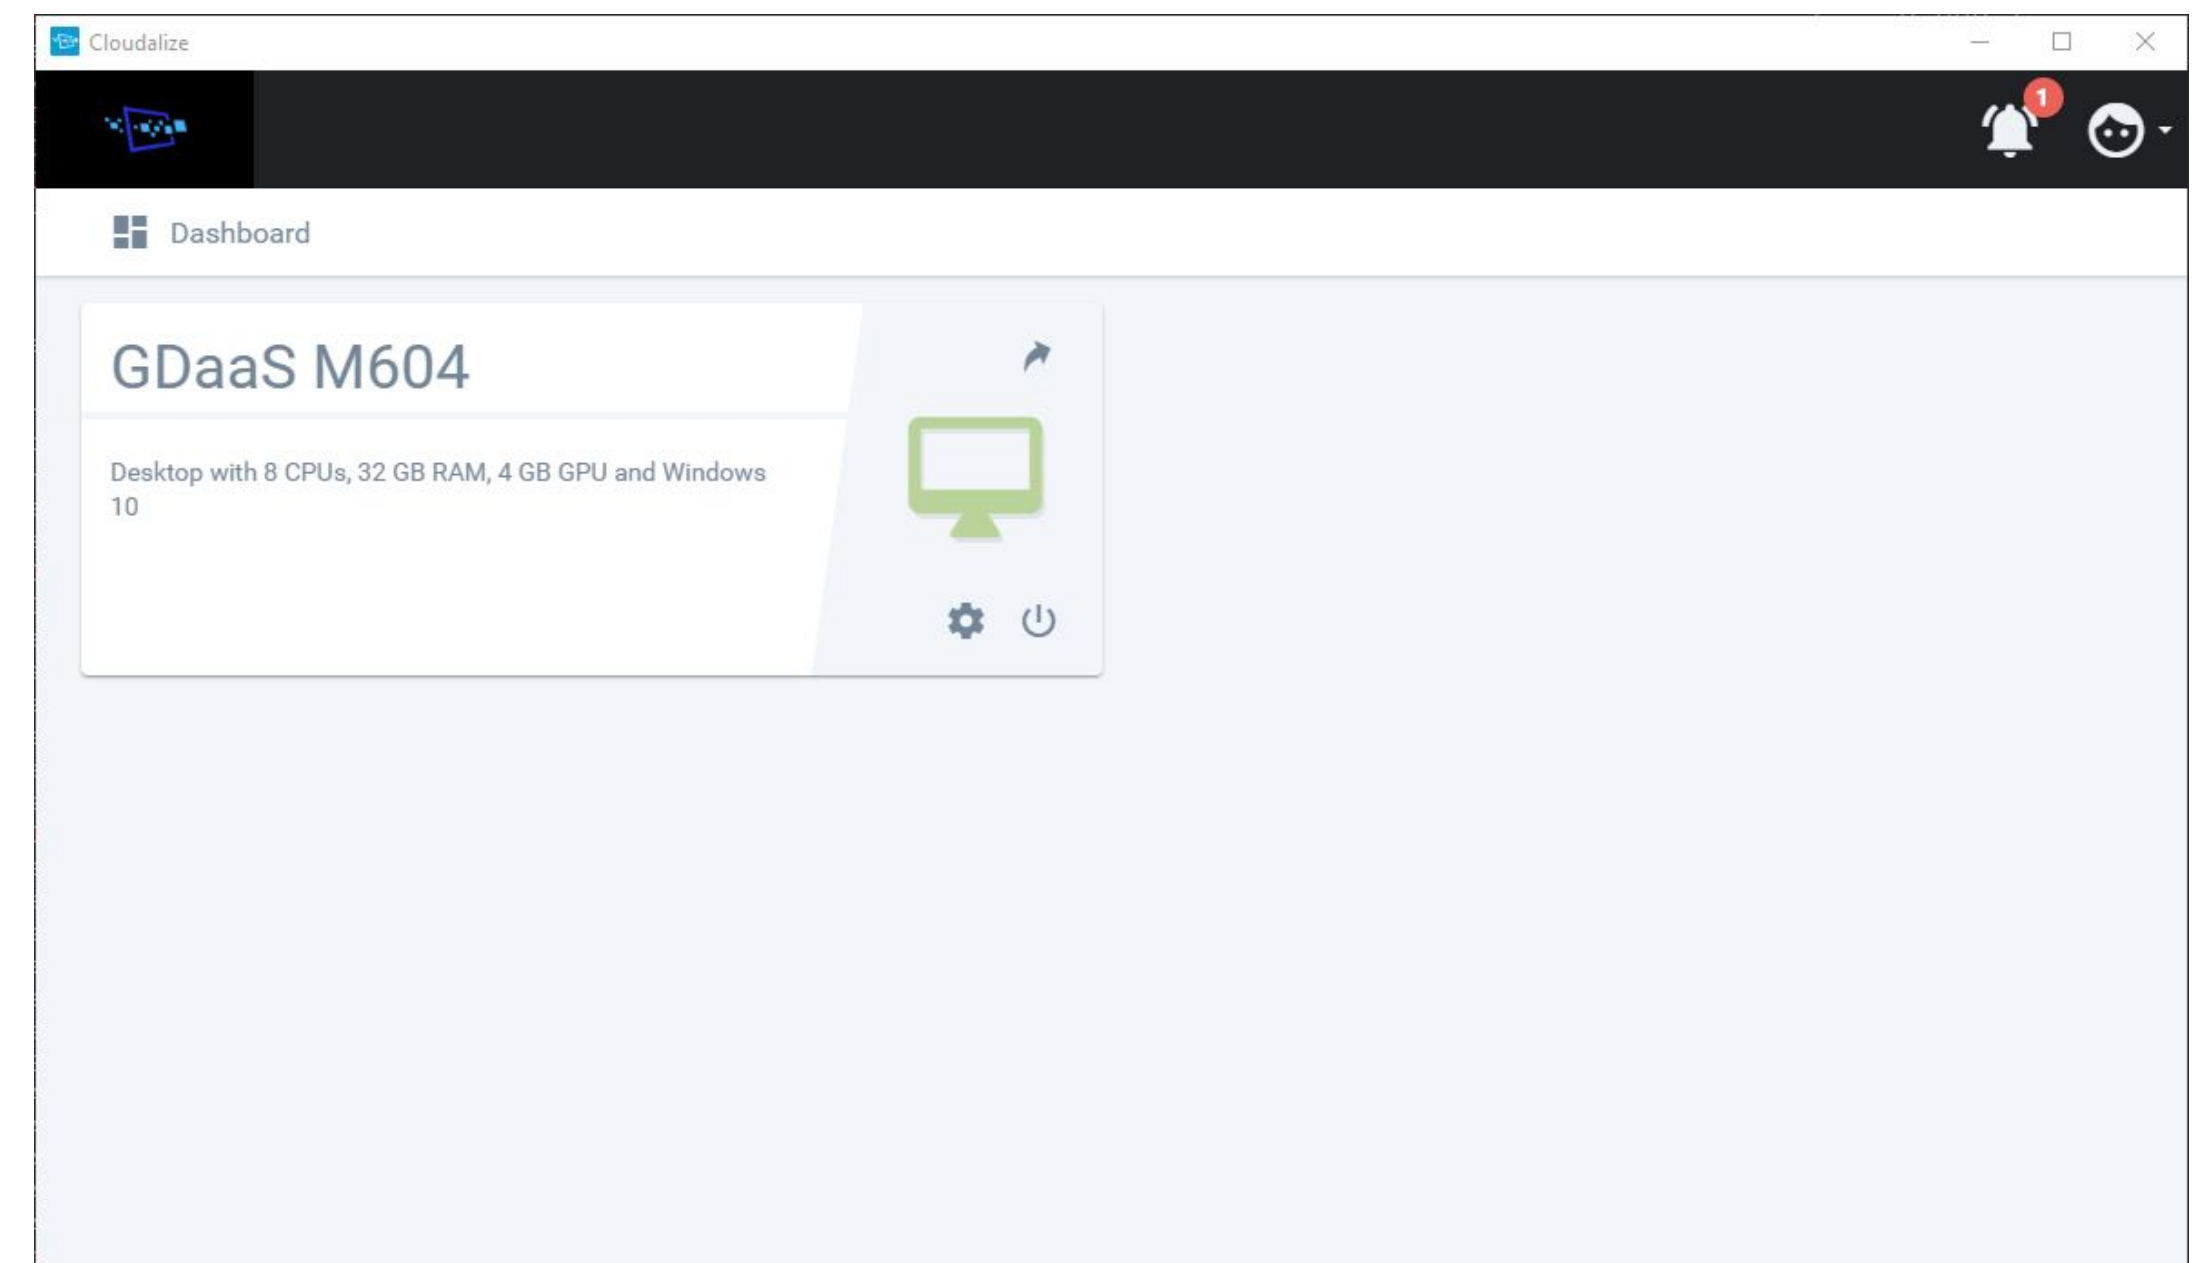 Cloudalize
1
Dashboard
GDaaS M604
Desktop with 8 CPUs, 32 GB RAM, 4 GB GPU and Windows
10